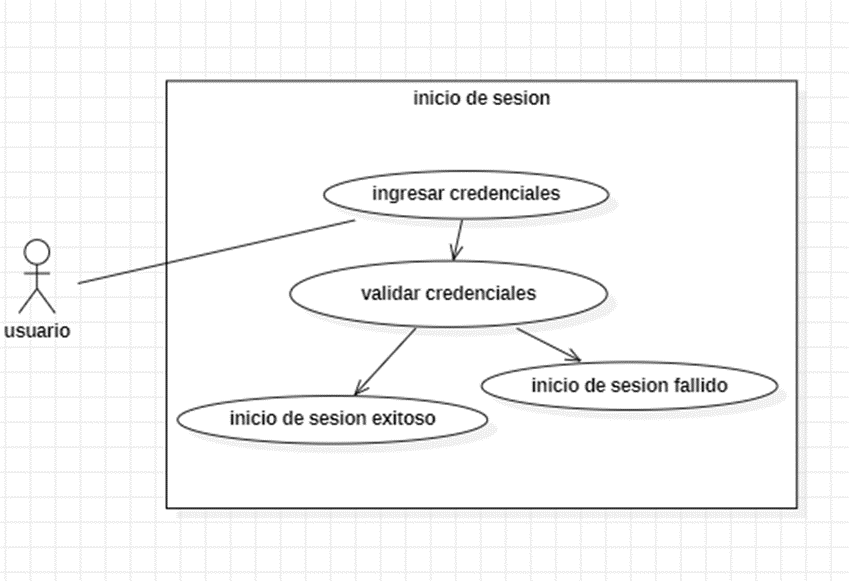 inicio de sesion
ingresar credenciales
validar credenciales
usuario
inicio de sesion fallido
inicio de sesion exitoso